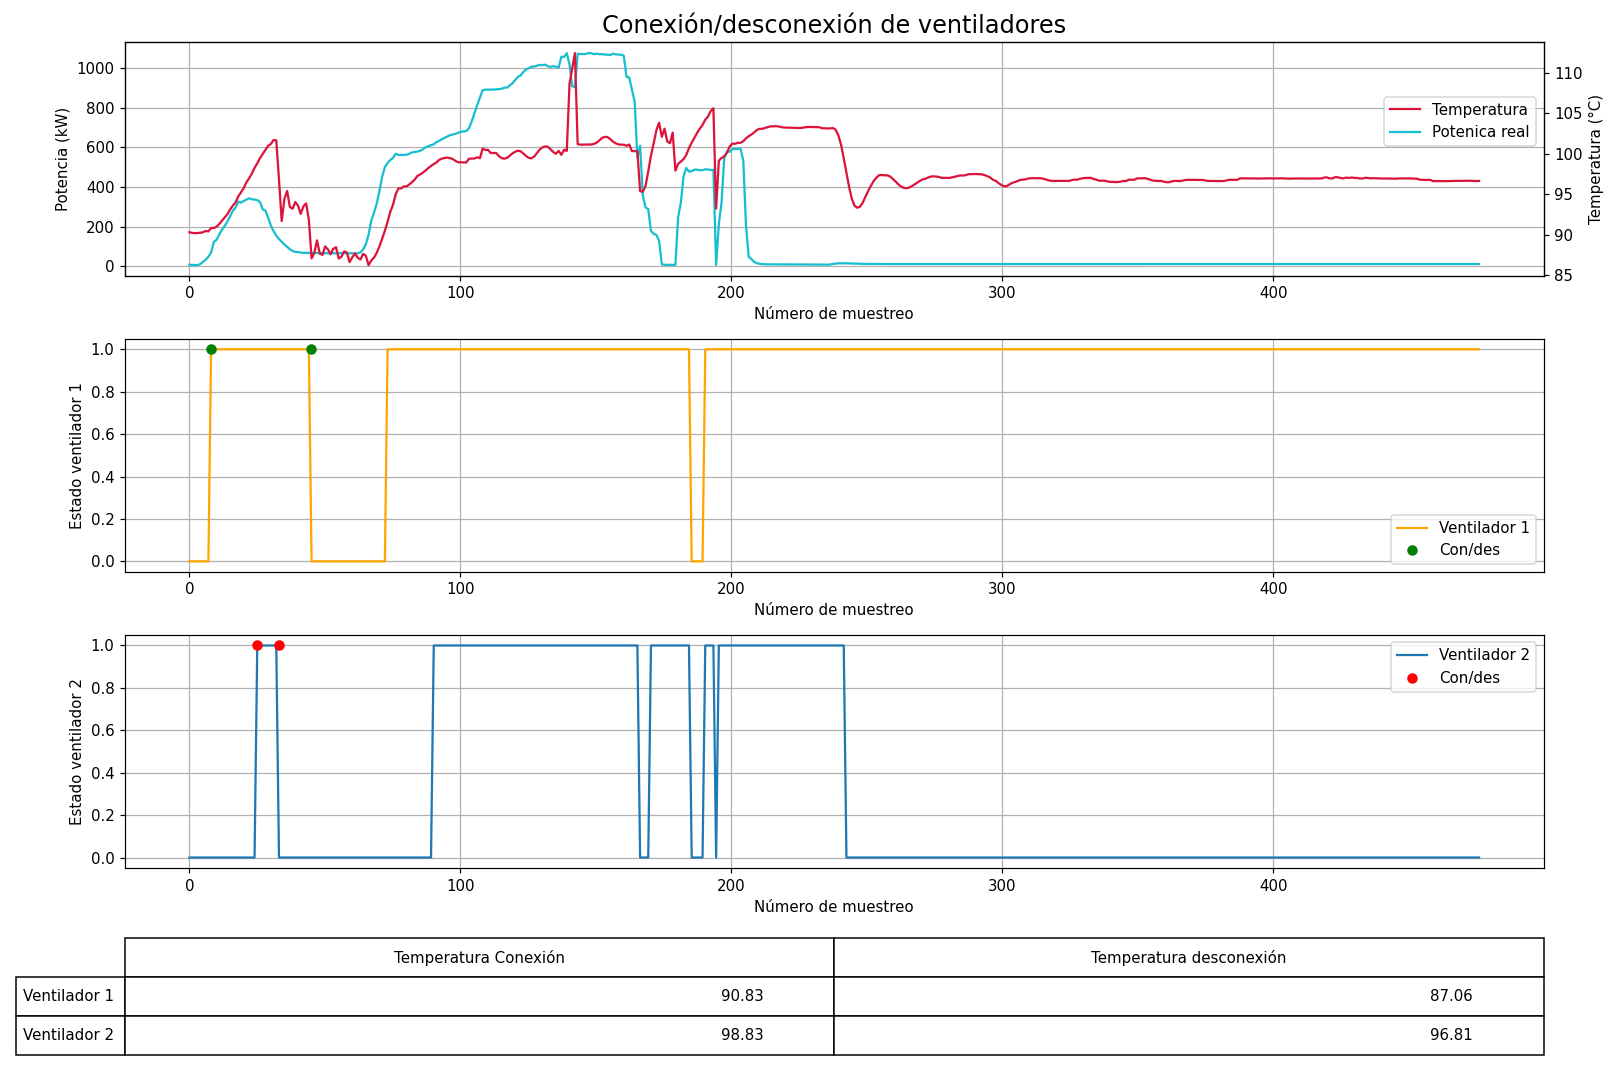 Conexión/desconexión de ventiladores
1000
800
600
400
200
0
Potencia (kW)
110
105
100
95
90
85
Temperatura (°C)
Temperatura
Potenica real
0 100 200 300 400
Número de muestreo
1.0
0.8
0.6
0.4
0.2
0.0
Estado ventilador 1
Ventilador 1
Con/des
0 100 200 300 400
Número de muestreo
1.0
0.8
0.6
0.4
0.2
0.0
Estado ventilador 2
Ventilador 2
Con/des
0 100 200 300 400
Número de muestreo
Temperatura Conexión Temperatura desconexión
Ventilador 1 90.83 87.06
Ventilador 2 98.83 96.81